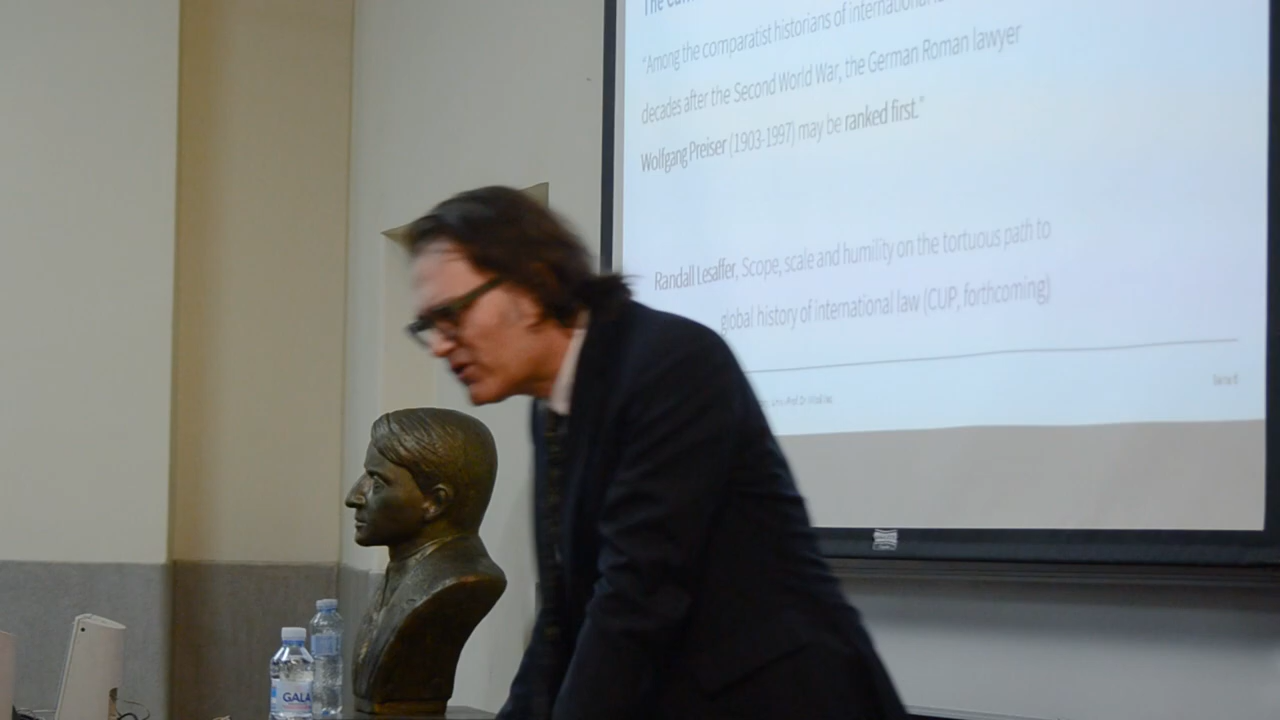 "Among the comparatist historians of international
decades after the Second World War, the German Roman lawyer
Wolfgang Preiser (1903-1997) may be ranked first."
Randall Lesaffer, Scope, scale and humility on the tortuous path to
global history of international law (CUP, forthcoming)
GALA